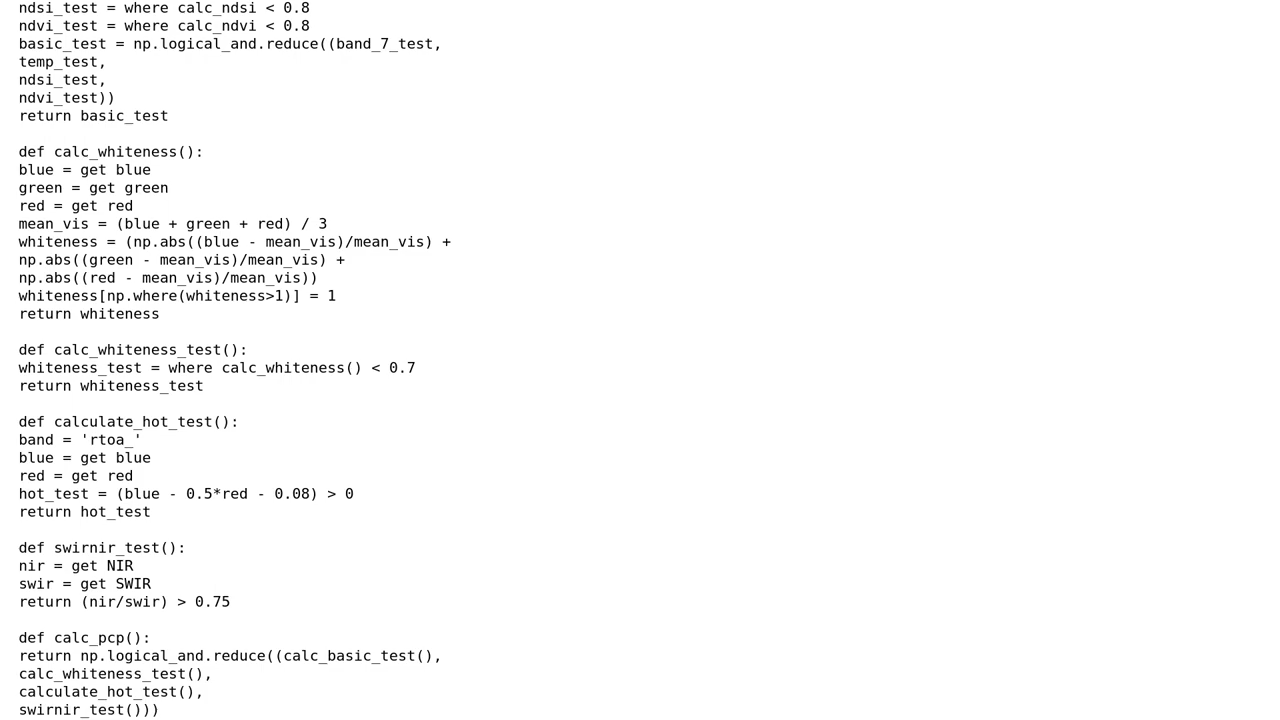 ndsi_test = where calc_ndsi < 0.8
ndvi_test = where calc_ndvi < 0.8
basic_test = np.logical_and.reduce((band_7_test,
temp_test,
ndsi_test,
ndvi_test))
return basic_test

def calc_whiteness():
blue = get blue
green = get green
red = get red
mean_vis = (blue + green + red) / 3
whiteness = (np.abs((blue - mean_vis)/mean_vis) +
np.abs((green - mean_vis)/mean_vis) +
np.abs((red - mean_vis)/mean_vis))
whiteness[np.where(whiteness>1)] = 1
return whiteness

def calc_whiteness_test():
whiteness_test = where calc_whiteness() < 0.7
return whiteness_test

def calculate_hot_test():
band = 'rtoa_'
blue = get blue
red = get red
hot_test = (blue - 0.5*red - 0.08) > 0
return hot_test

def swirnir_test():
nir = get NIR
swir = get SWIR
return (nir/swir) > 0.75

def calc_pcp():
return np.logical_and.reduce((calc_basic_test(),
calc_whiteness_test(),
calculate_hot_test(),
swirnir_test()))